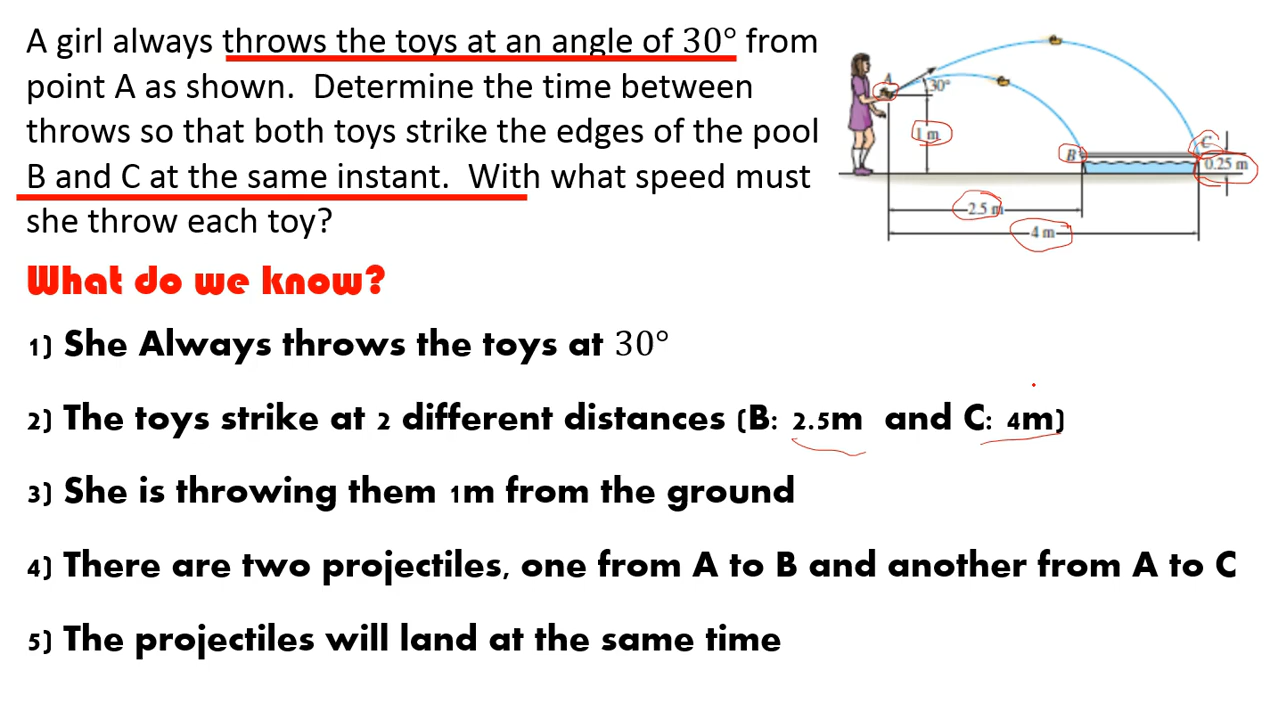 A girl always throws the toys at an angle of 30° from
point A as shown.  Determine the time between
throws so that both toys strike the edges of the pool
B and C at the same instant.  With what speed must
she throw each toy?
A
30°
1 m
B
C
0.25 m
2.5 m
4 m
What do we know?
1) She Always throws the toys at 30°
2) The toys strike at 2 different distances (B: 2.5m  and C: 4m)
3) She is throwing them 1m from the ground
4) There are two projectiles, one from A to B and another from A to C
5) The projectiles will land at the same time